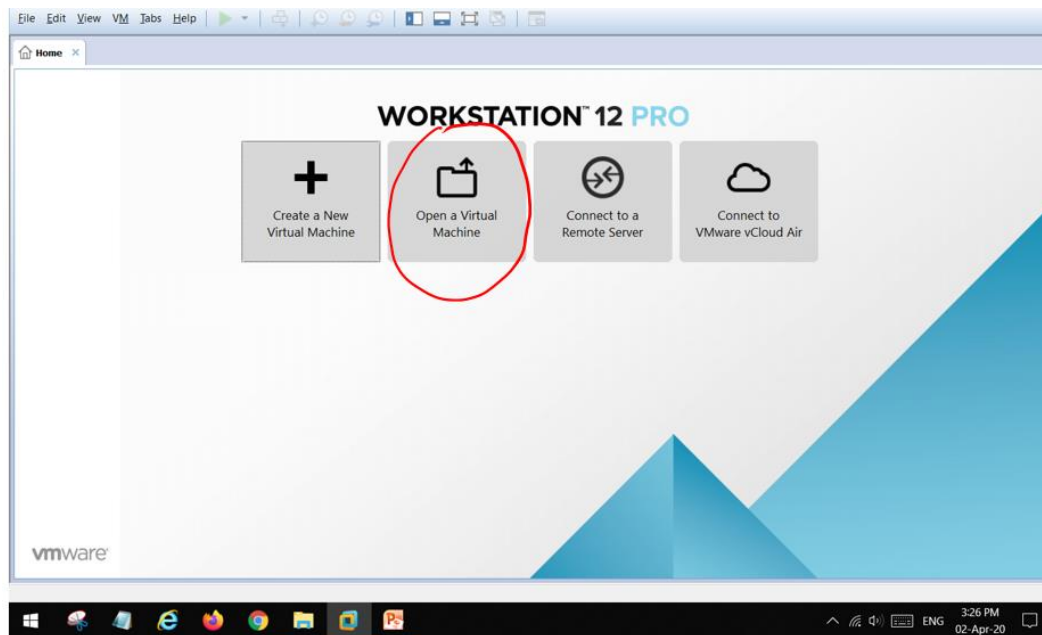 File Edit View VM Tabs Help
Home ×
WORKSTATION™ 12 PRO
Create a New
Virtual Machine
Open a Virtual
Machine
Connect to a
Remote Server
Connect to
VMware vCloud Air
vmware
ENG
3:26 PM
02-Apr-20